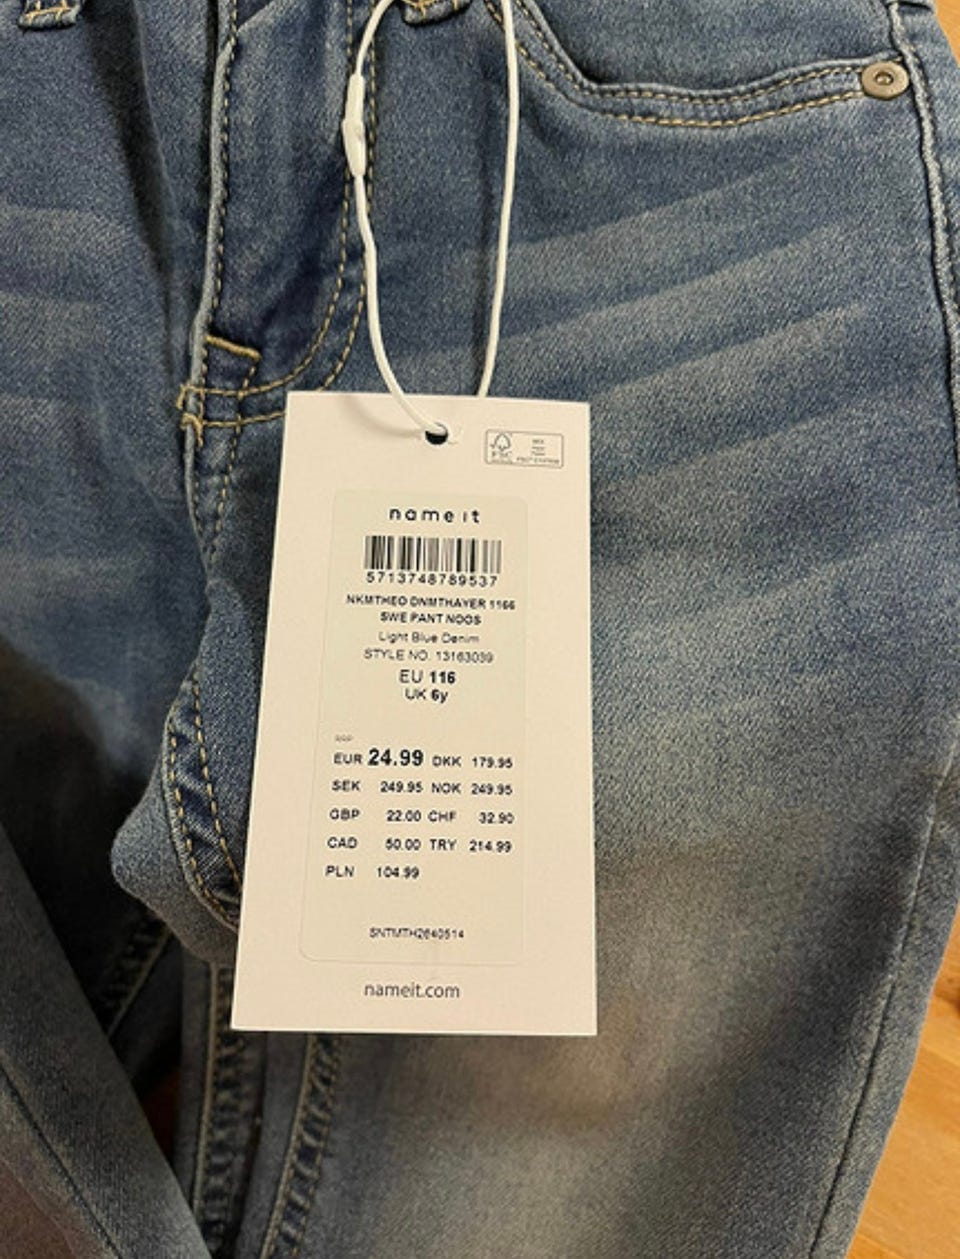 FSC
name it
5713748789537
NKMTHEO DNMTHAYER 1166
SWE PANT NOOS
Light Blue Denim
STYLE NO. 13163039
EU 116
UK 6y
RRP
EUR 24.99 DKK 179.95
SEK 249.95 NOK 249.95
GBP 22.00 CHF 32.90
CAD 50.00 TRY 214.99
PLN 104.99
SNTMTH2640514
nameit.com